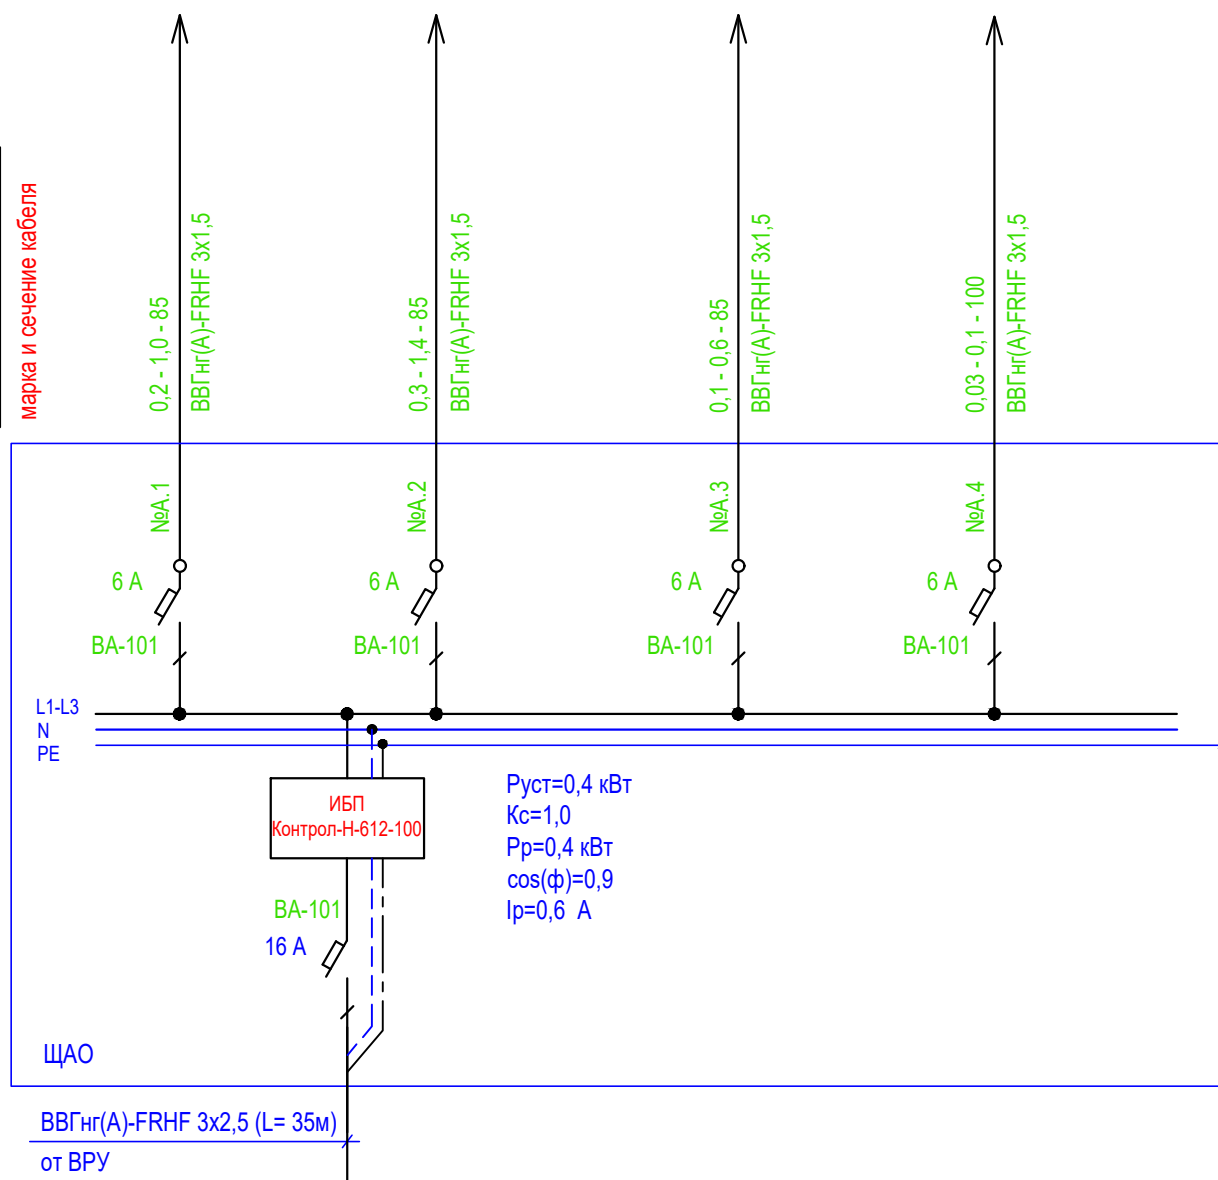 марка и сечение кабеля
0,2 - 1,0 - 85
ВВГнг(А)-FRHF 3х1,5
0,3 - 1,4 - 85
ВВГнг(А)-FRHF 3х1,5
0,1 - 0,6 - 85
ВВГнг(А)-FRHF 3х1,5
0,03 - 0,1 - 100
ВВГнг(А)-FRHF 3х1,5
№А.1
№А.2
№А.3
№А.4
6 А
6 А
6 А
6 А
ВА-101
ВА-101
ВА-101
ВА-101
L1-L3
N
PE
ИБП
Контрол-Н-612-100
Руст=0,4 кВт
Кс=1,0
Рр=0,4 кВт
cos(ф)=0,9
Iр=0,6 А
ВА-101
16 А
ЩАО
ВВГнг(А)-FRHF 3х2,5 (L= 35м)
от ВРУ